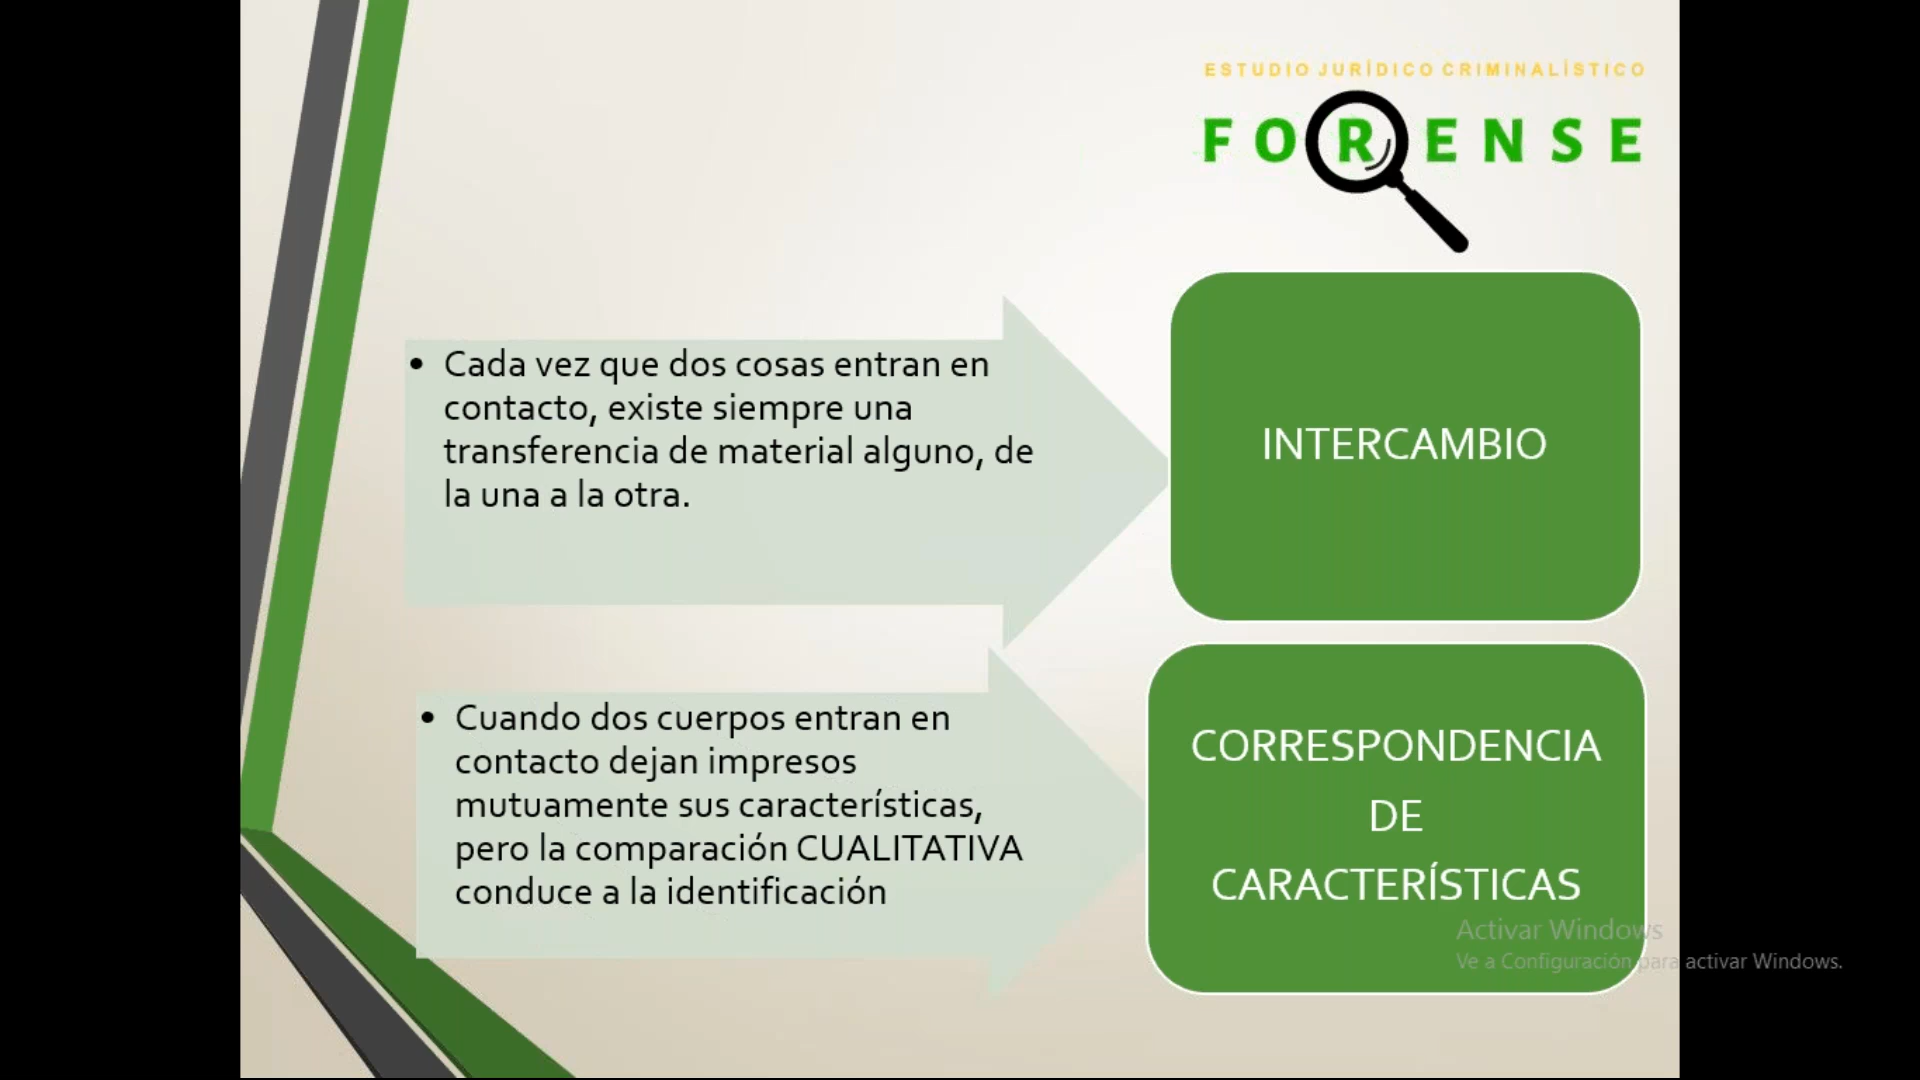 ESTUDIO JURÍDICO CRIMINALÍSTICO
FORENSE
• Cada vez que dos cosas entran en
contacto, existe siempre una
transferencia de material alguno, de
la una a la otra.
INTERCAMBIO
• Cuando dos cuerpos entran en
contacto dejan impresos
mutuamente sus características,
pero la comparación CUALITATIVA
conduce a la identificación
CORRESPONDENCIA
DE
CARACTERÍSTICAS
Activar Windows
Ve a Configuración para activar Windows.